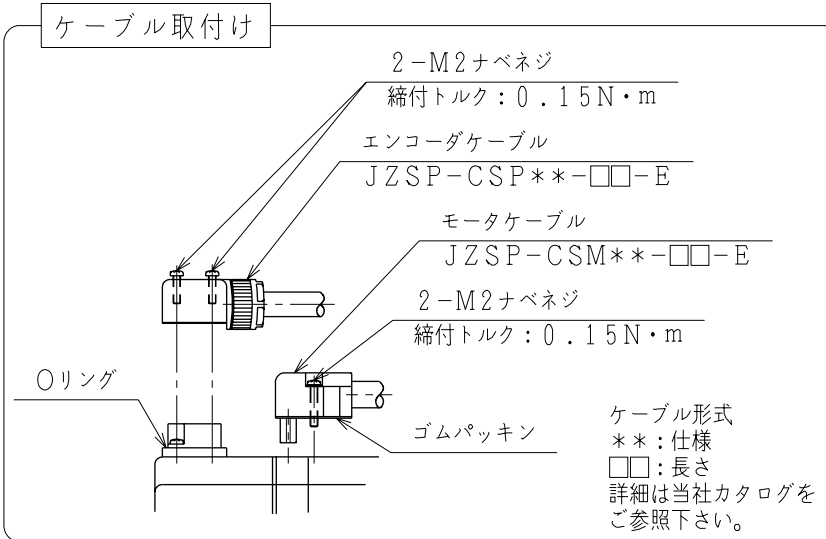 ケーブル取付け
2-M2ナベネジ
締付トルク:0.15N・m
エンコーダケーブル
JZSP-CSP**-□□-E
モータケーブル
JZSP-CSM**-□□-E
2-M2ナベネジ
締付トルク:0.15N・m
Oリング
ゴムパッキン
ケーブル形式
**:仕様
□□:長さ
詳細は当社カタログを
ご参照下さい。